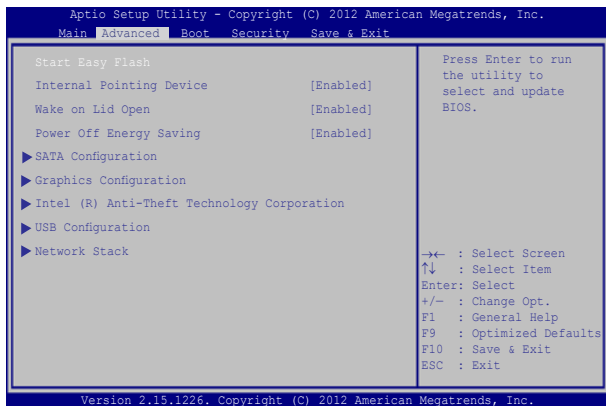 Aptio Setup Utility - Copyright (C) 2012 American Megatrends, Inc.
Main Advanced Boot Security Save & Exit
Start Easy Flash
Internal Pointing Device [Enabled]
Wake on Lid Open [Enabled]
Power Off Energy Saving [Enabled]
▶ SATA Configuration
▶ Graphics Configuration
▶ Intel (R) Anti-Theft Technology Corporation
▶ USB Configuration
▶ Network Stack
Press Enter to run
the utility to
select and update
BIOS.
→← : Select Screen
↑↓ : Select Item
Enter: Select
+/— : Change Opt.
F1 : General Help
F9 : Optimized Defaults
F10 : Save & Exit
ESC : Exit
Version 2.15.1226. Copyright (C) 2012 American Megatrends, Inc.